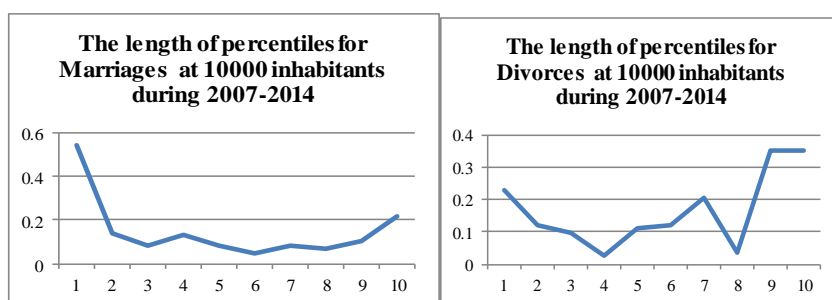 The length of percentiles for
Marriages at 10000 inhabitants
during 2007-2014
0.6
0.4
0.2
0
1 2 3 4 5 6 7 8 9 10
The length of percentiles for
Divorces at 10000 inhabitants
during 2007-2014
0.4
0.3
0.2
0.1
0
1 2 3 4 5 6 7 8 9 10